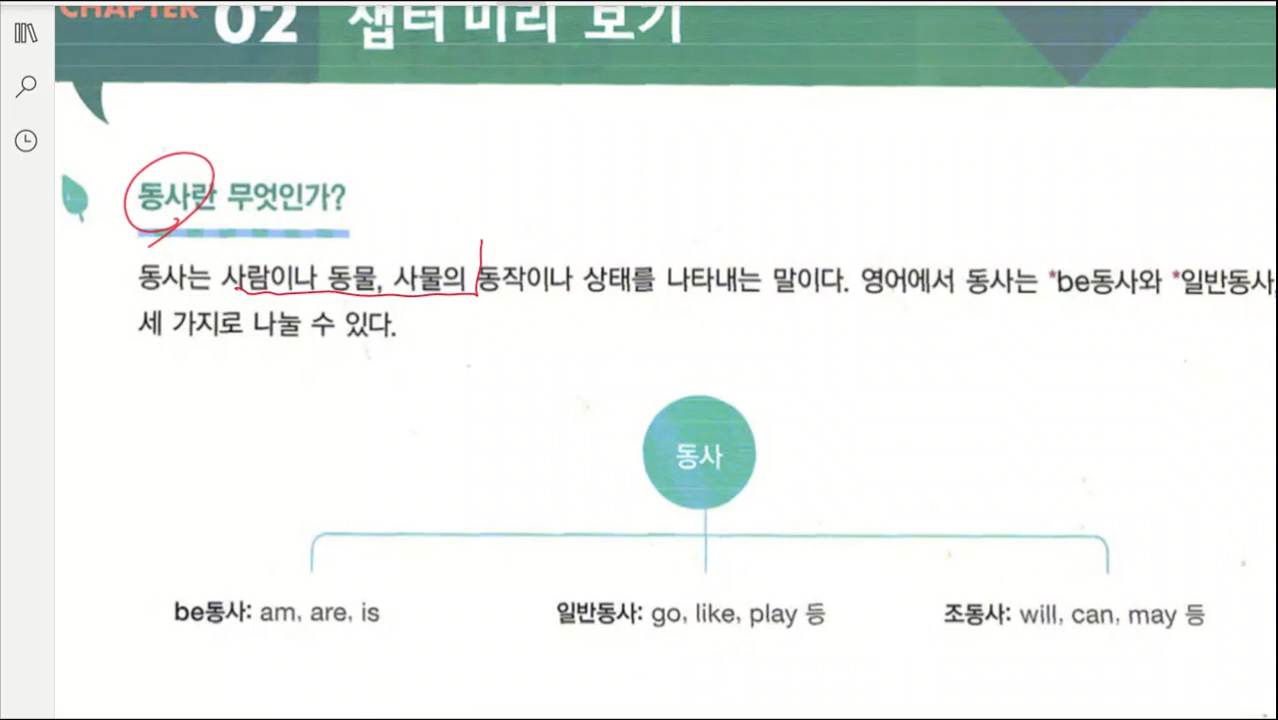 CHAPTER 02 챕터 미리 보기
동사란 무엇인가?
동사는 사람이나 동물, 사물의 동작이나 상태를 나타내는 말이다. 영어에서 동사는 *be동사와 *일반동사
세 가지로 나눌 수 있다.
동사
be동사: am, are, is
일반동사: go, like, play 등
조동사: will, can, may 등